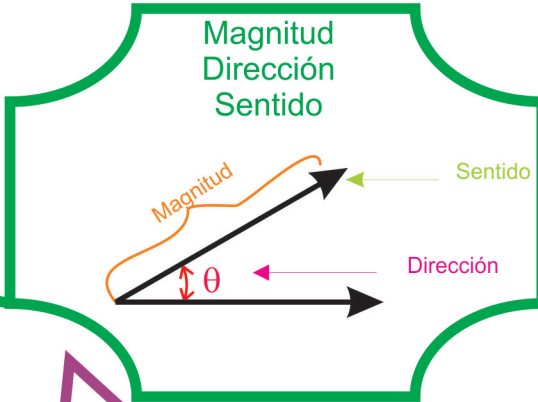 Magnitud
Dirección
Sentido
Magnitud
Sentido
θ
Dirección